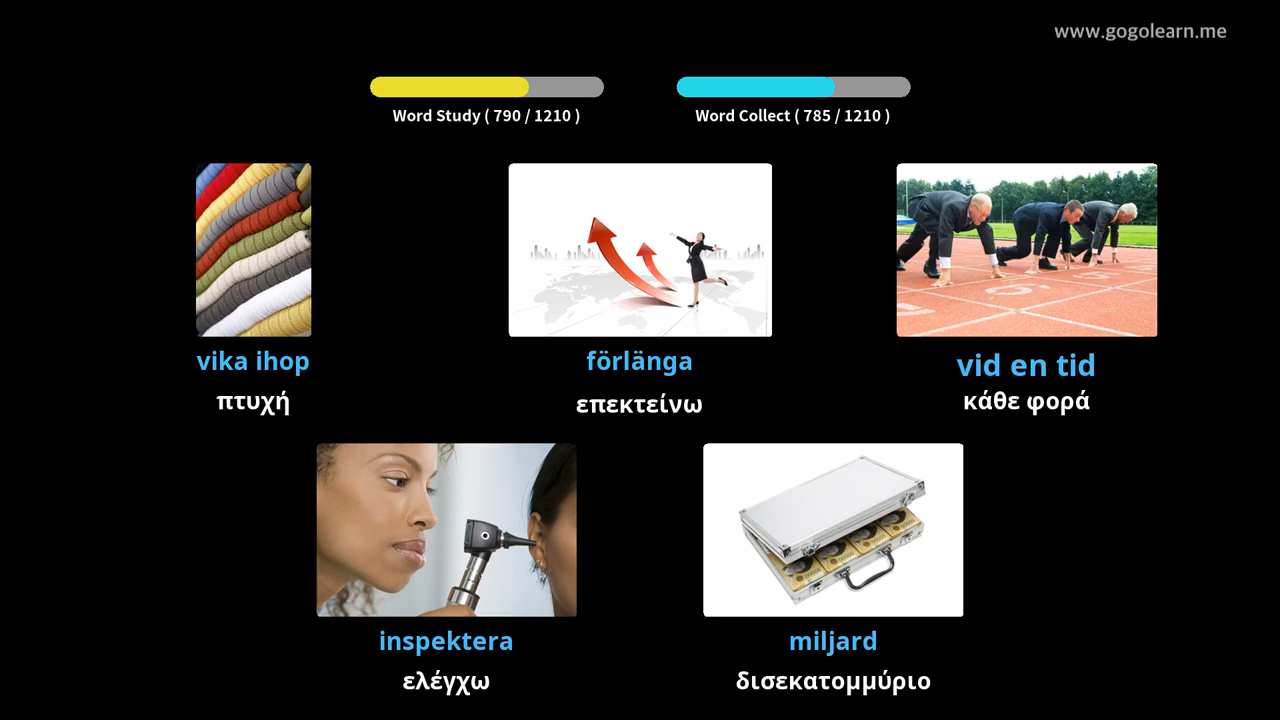 www.gogolearn.me
Word Study ( 790 / 1210 )
Word Collect ( 785 / 1210 )
vika ihop
πτυχή
förlänga
επεκτείνω
vid en tid
κάθε φορά
inspektera
ελέγχω
miljard
δισεκατομμύριο